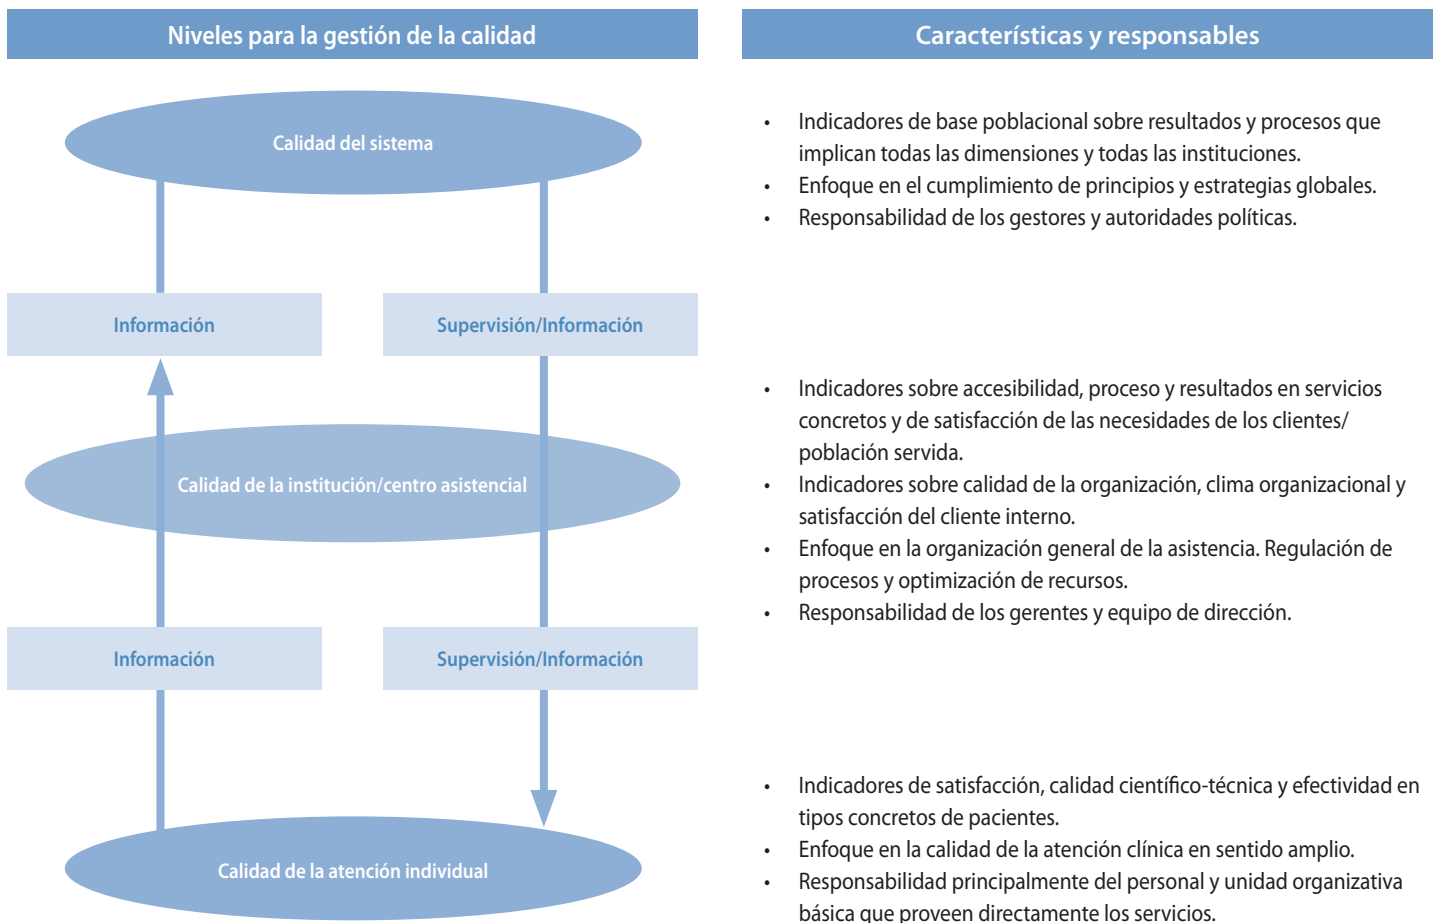 Niveles para la gestión de la calidad
Características y responsables
Calidad del sistema
• Indicadores de base poblacional sobre resultados y procesos que
implican todas las dimensiones y todas las instituciones.
• Enfoque en el cumplimiento de principios y estrategias globales.
• Responsabilidad de los gestores y autoridades políticas.
Información
Supervisión/Información
Calidad de la institución/centro asistencial
• Indicadores sobre accesibilidad, proceso y resultados en servicios
concretos y de satisfacción de las necesidades de los clientes/
población servida.
• Indicadores sobre calidad de la organización, clima organizacional y
satisfacción del cliente interno.
• Enfoque en la organización general de la asistencia. Regulación de
procesos y optimización de recursos.
• Responsabilidad de los gerentes y equipo de dirección.
Información
Supervisión/Información
Calidad de la atención individual
• Indicadores de satisfacción, calidad científico-técnica y efectividad en
tipos concretos de pacientes.
• Enfoque en la calidad de la atención clínica en sentido amplio.
• Responsabilidad principalmente del personal y unidad organizativa
básica que proveen directamente los servicios.